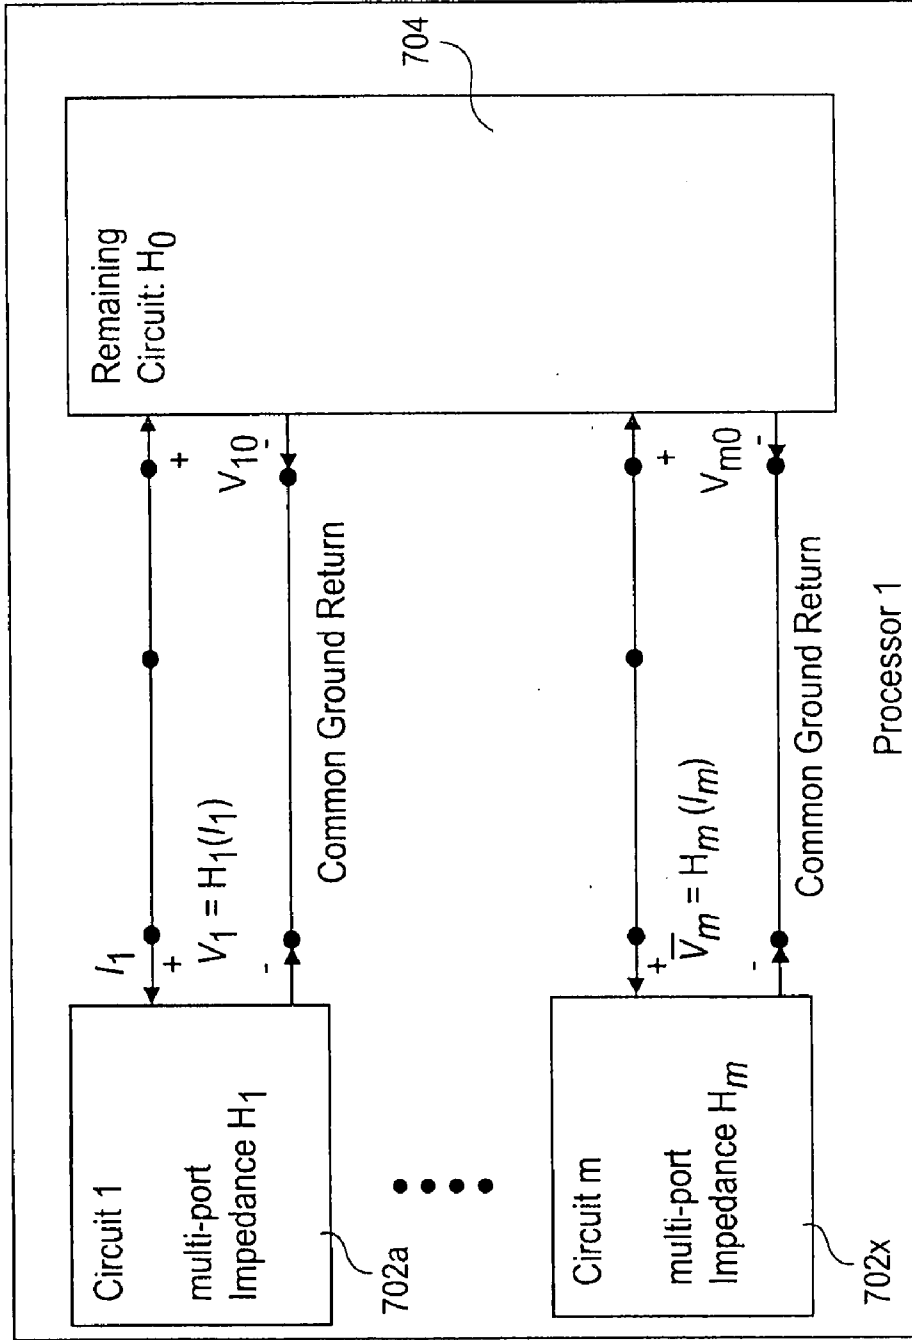 Circuit 1
multi-port
Impedance H1
702a
I1
+
V1 = H1(I1)
-
Common Ground Return
+
V10
-
Remaining
Circuit: H0
704
Circuit m
multi-port
Impedance Hm
702x
+
V̅m = Hm (Im)
-
Common Ground Return
+
Vm0
-
Processor 1